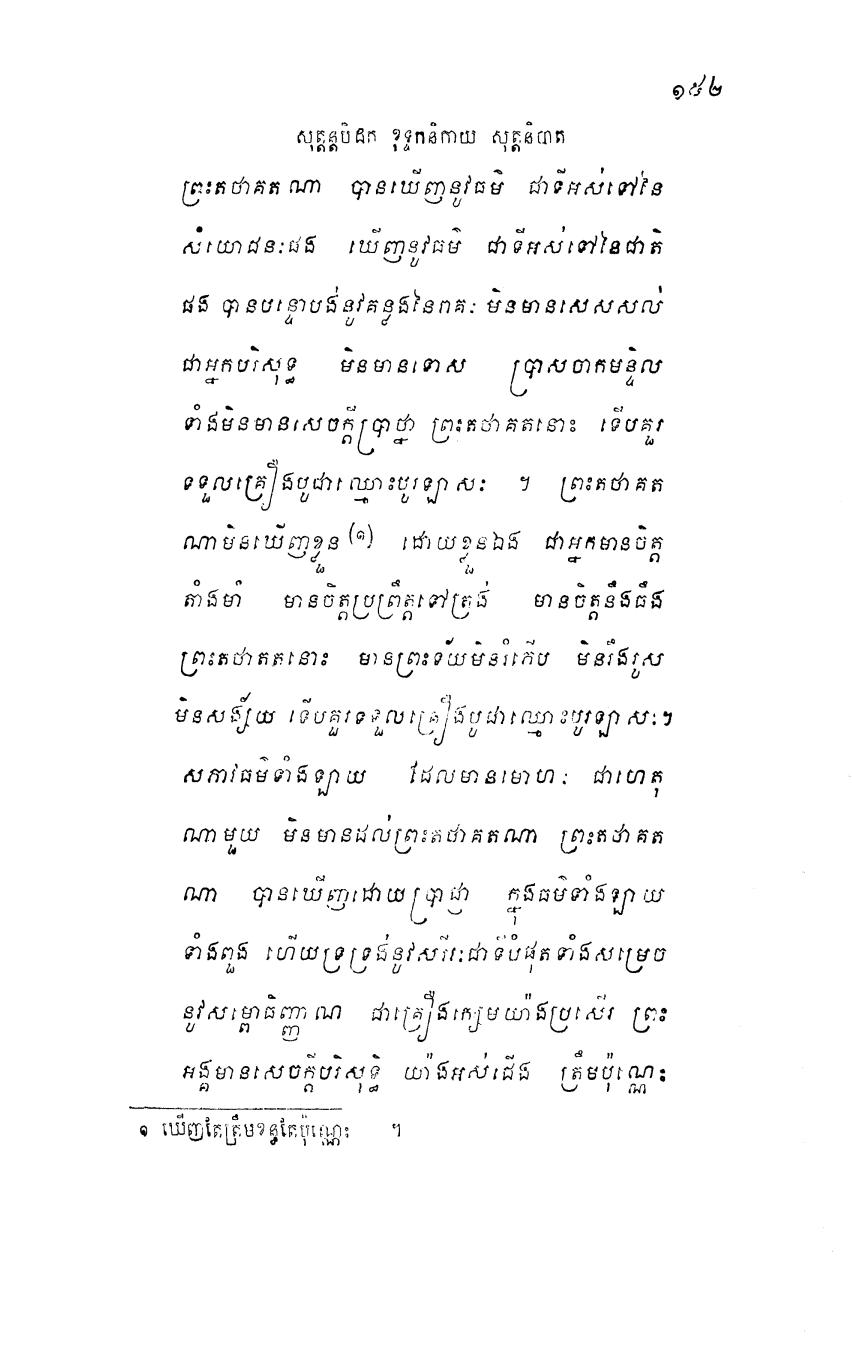 ១៥២
សុត្តន្តបិដក ខុទ្ទកនិកាយ សុត្តនិបាត
ព្រះតថាគតណា បានឃើញនូវធម៌ ជាទីអស់ទៅនៃ
សំយោជនៈផង ឃើញនូវធម៌ ជាទីអស់ទៅនៃជាតិ
ផង បានបន្ទោបង់នូវគន្លងនៃរាគៈ មិនមានសេសសល់
ជាអ្នកបរិសុទ្ធ មិនមានទោស ប្រាសចាកមន្ទិល
ទាំងមិនមានសេចក្តីប្រាថ្នា ព្រះតថាគតនោះ ទើបគួរ
ទទួលគ្រឿងបូជាឈ្មោះបូរឡាសៈ ។ ព្រះតថាគត
ណាមិនឃើញខ្លួន (១) ដោយខ្លួនឯង ជាអ្នកមានចិត្ត
តាំងមាំ មានចិត្តប្រព្រឹត្តទៅត្រង់ មានចិត្តនឹងធឹង
ព្រះតថាគតនោះ មានព្រះទ័យមិនរំភើប មិនរឹងរូស
មិនសង្ស័យ ទើបគួរទទួលគ្រឿងបូជាឈ្មោះបូរឡាសៈ។
សភាវធម៌ទាំងឡាយ ដែលមានមោហៈ ជាហេតុ
ណាមួយ មិនមានដល់ព្រះតថាគតណា ព្រះតថាគត
ណា បានឃើញដោយប្រាជ្ញា ក្នុងធម៌ទាំងឡាយ
ទាំងពួង ហើយទ្រទ្រង់នូវសរីរៈជាទីបំផុតទាំងសម្រេច
នូវសម្ពោធិញ្ញាណ ជាគ្រឿងក្សេមយ៉ាងប្រសើរ ព្រះ
អង្គមានសេចក្តីបរិសុទ្ធិ យ៉ាងអស់ជើង ត្រឹមប៉ុណ្ណេះ
១ ឃើញតែត្រឹមខន្ធតែប៉ុណ្ណេះ ។